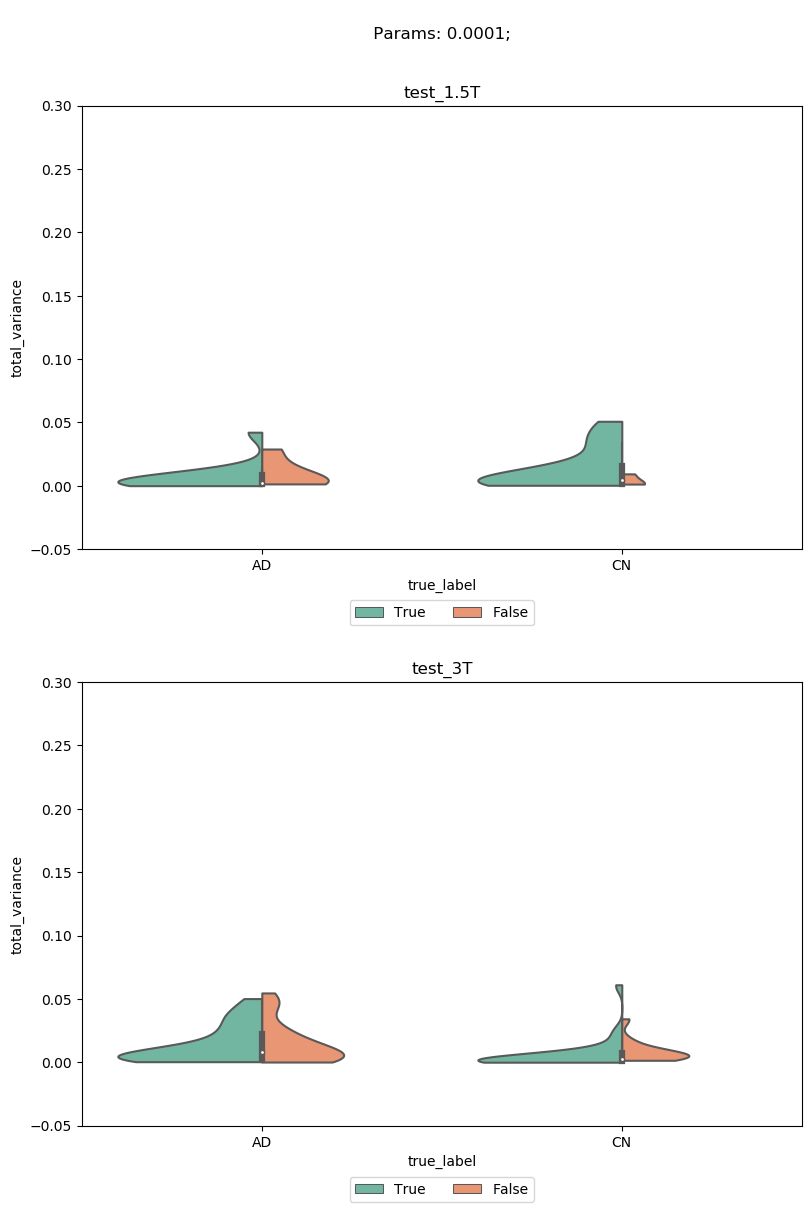 Params: 0.0001;
test_1.5T
0.30
0.25
0.20
0.15
0.10
0.05
0.00
−0.05
total_variance
AD CN
true_label
True False
test_3T
0.30
0.25
0.20
0.15
0.10
0.05
0.00
−0.05
total_variance
AD CN
true_label
True False